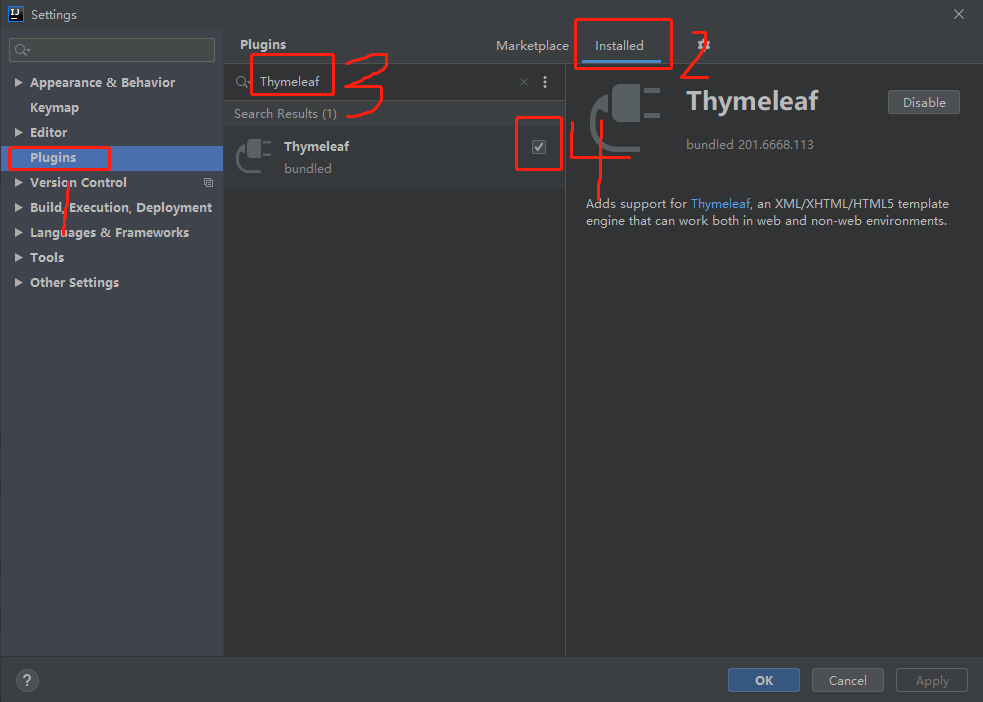 IJ Settings
Plugins
Marketplace
Installed
2
Thymeleaf
3
Search Results (1)
Thymeleaf
bundled
4
Appearance & Behavior
Keymap
Editor
Plugins
1
Version Control
Build, Execution, Deployment
Languages & Frameworks
Tools
Other Settings
Thymeleaf
Disable
bundled 201.6668.113
Adds support for Thymeleaf, an XML/XHTML/HTML5 template
engine that can work both in web and non-web environments.
?
OK
Cancel
Apply